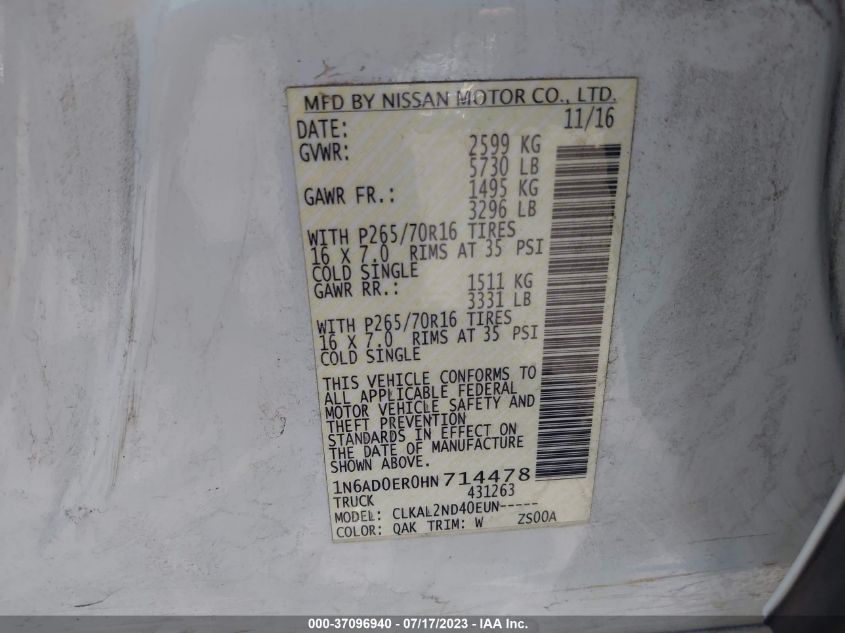 MFD BY NISSAN MOTOR CO., LTD.
DATE: 11/16
GVWR: 2599 KG
5730 LB
GAWR FR.: 1495 KG
3296 LB
WITH P265/70R16 TIRES
16 X 7.0 RIMS AT 35 PSI
COLD SINGLE
GAWR RR.: 1511 KG
3331 LB
WITH P265/70R16 TIRES
16 X 7.0 RIMS AT 35 PSI
COLD SINGLE
THIS VEHICLE CONFORMS TO
ALL APPLICABLE FEDERAL
MOTOR VEHICLE SAFETY AND
THEFT PREVENTION
STANDARDS IN EFFECT ON
THE DATE OF MANUFACTURE
SHOWN ABOVE.
1N6AD0ER0HN714478
TRUCK 431263
MODEL: CLKAL2ND40EUN-----
COLOR: QAK TRIM: W ZS00A
000-37096940 - 07/17/2023 - IAA Inc.